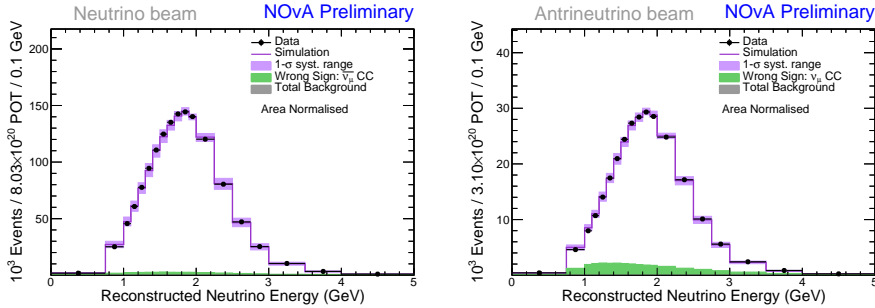 Neutrino beam
NOvA Preliminary
10³ Events / 8.03×10²⁰ POT / 0.1 GeV
200
150
100
50
Data
Simulation
1-σ syst. range
Wrong Sign: ν̄μ CC
Total Background
Area Normalised
0 1 2 3 4 5
Reconstructed Neutrino Energy (GeV)
Antineutrino beam
NOvA Preliminary
10³ Events / 3.10×10²⁰ POT / 0.1 GeV
40
30
20
10
Data
Simulation
1-σ syst. range
Wrong Sign: νμ CC
Total Background
Area Normalised
0 1 2 3 4 5
Reconstructed Neutrino Energy (GeV)